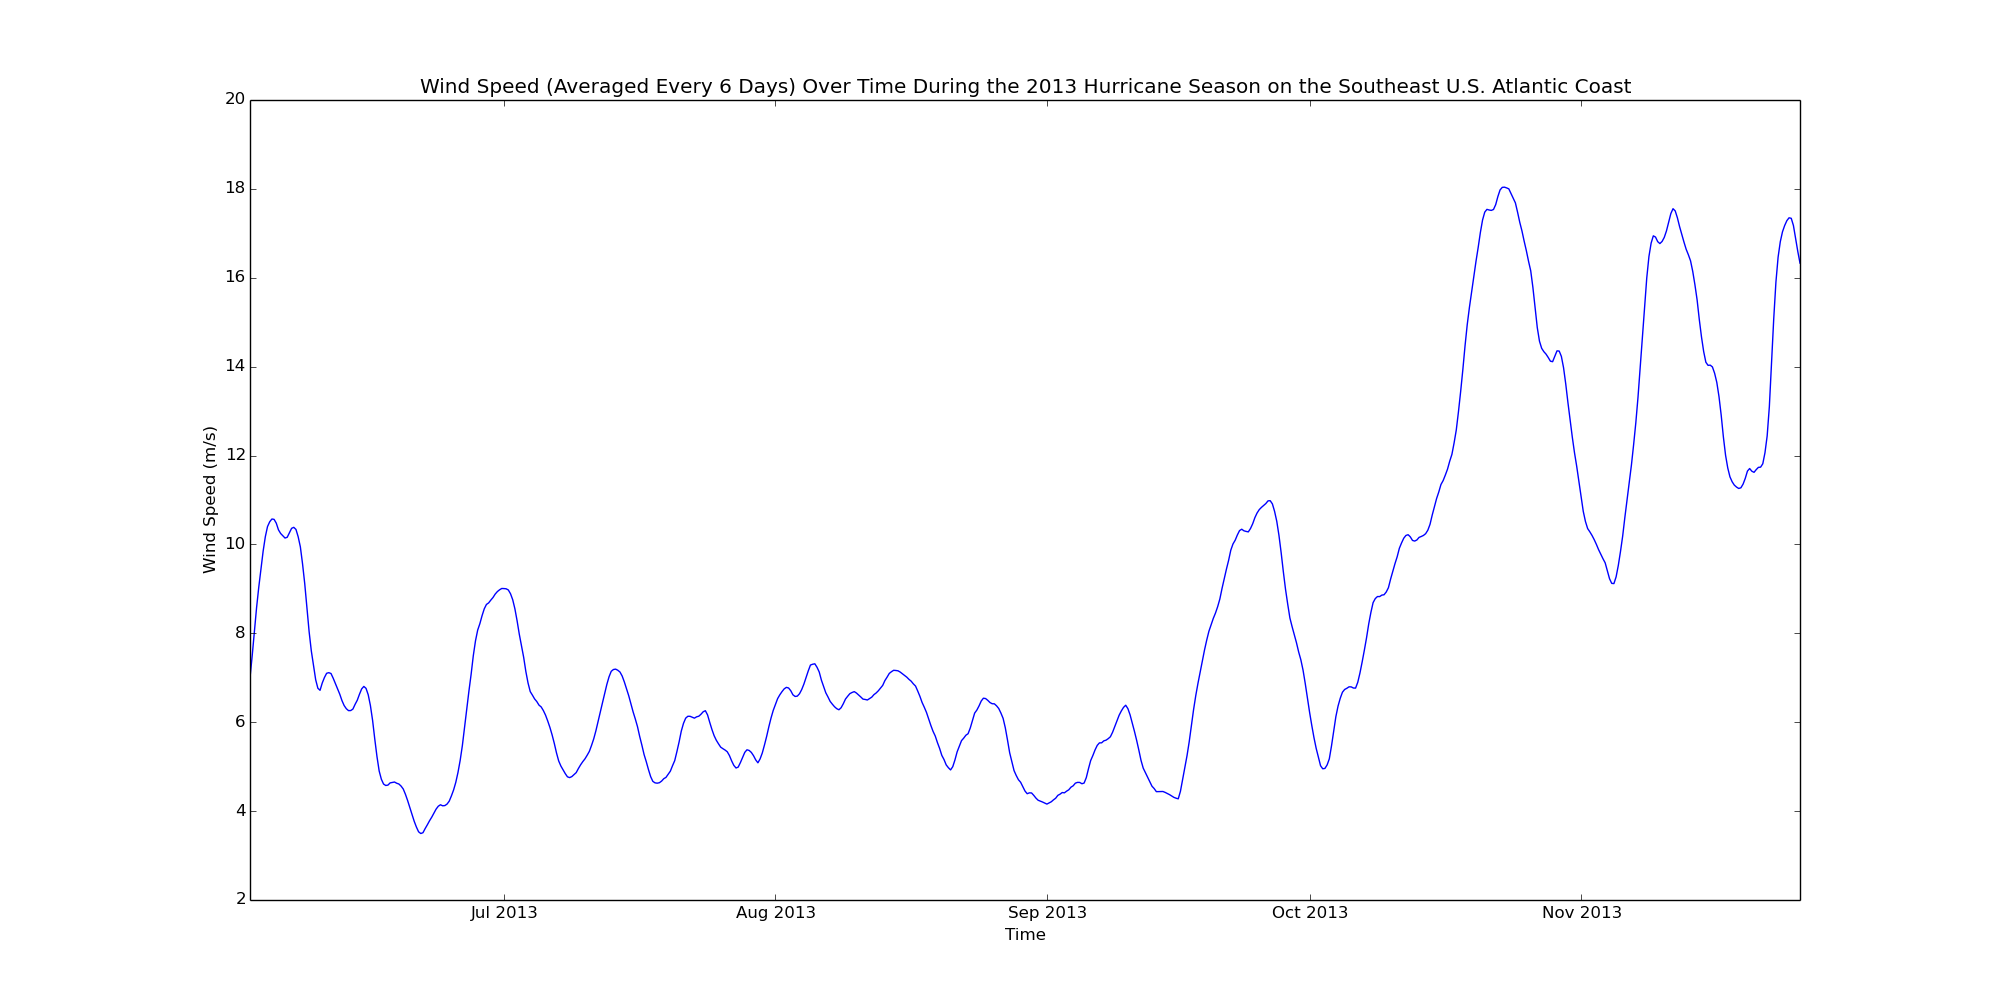 Wind Speed (Averaged Every 6 Days) Over Time During the 2013 Hurricane Season on the Southeast U.S. Atlantic Coast
20
18
16
14
12
10
8
6
4
2
Wind Speed (m/s)
Jul 2013 Aug 2013 Sep 2013 Oct 2013 Nov 2013
Time